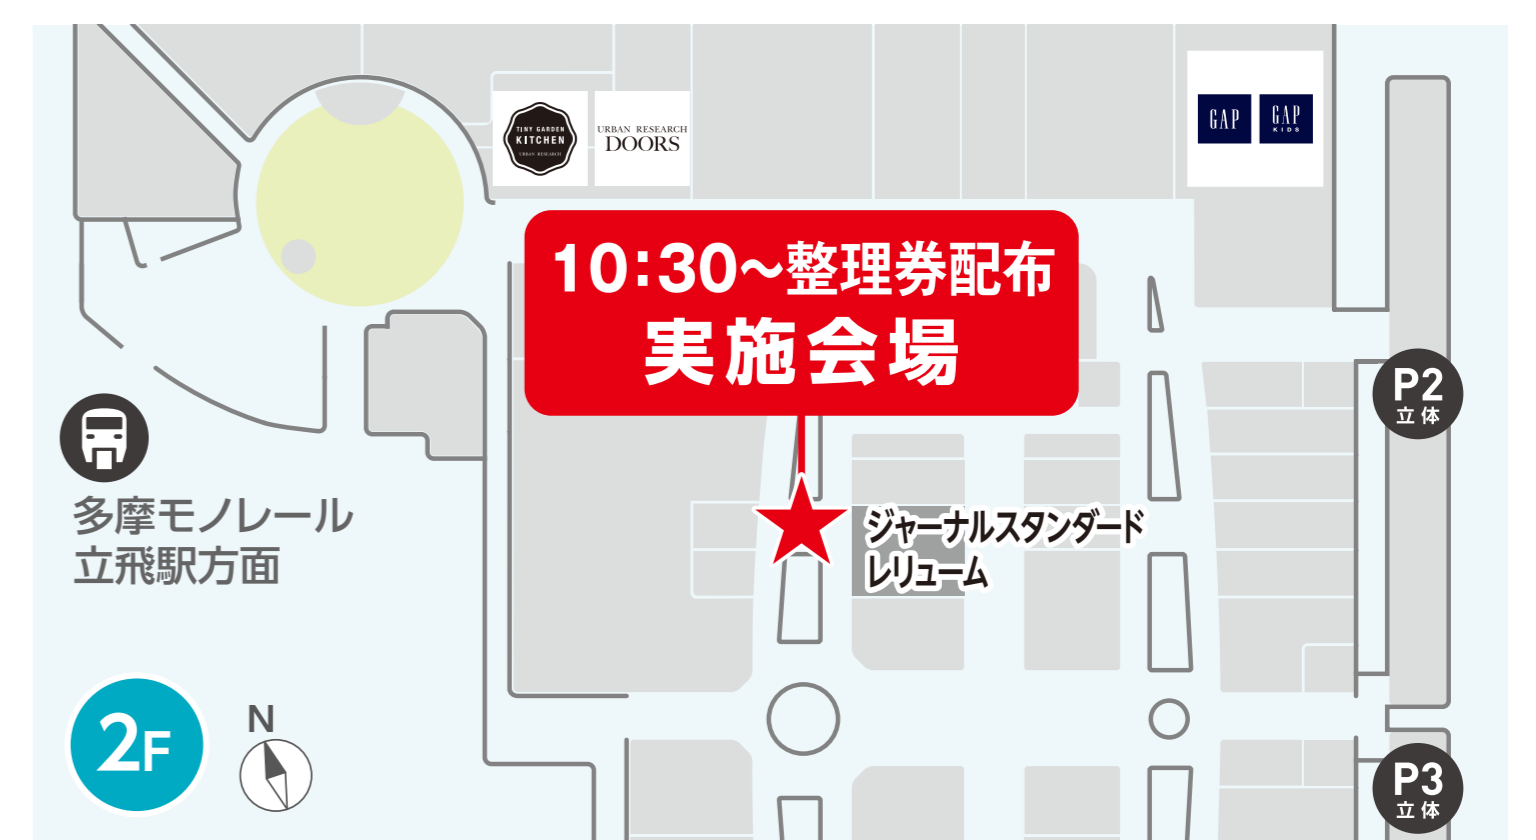 TINY GARDEN
KITCHEN
URBAN RESEARCH
URBAN RESEARCH
DOORS
GAP
GAP
KIDS
10:30〜整理券配布
実施会場
P2
立体
多摩モノレール
立飛駅方面
ジャーナルスタンダード
レリューム
2F
N
P3
立体